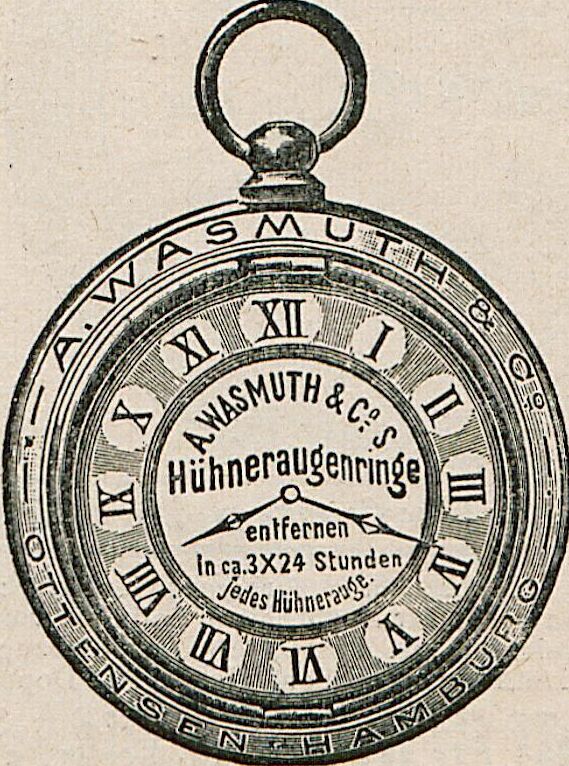 A. WASMUTH & Co.
OTTENSEN-HAMBURG
XII
I
II
III
IV
V
VI
VII
VIII
IX
X
XI
A. WASMUTH & Co. S.
Hühneraugenringe
entfernen
In ca. 3X24 Stunden
jedes Hühnerauge.